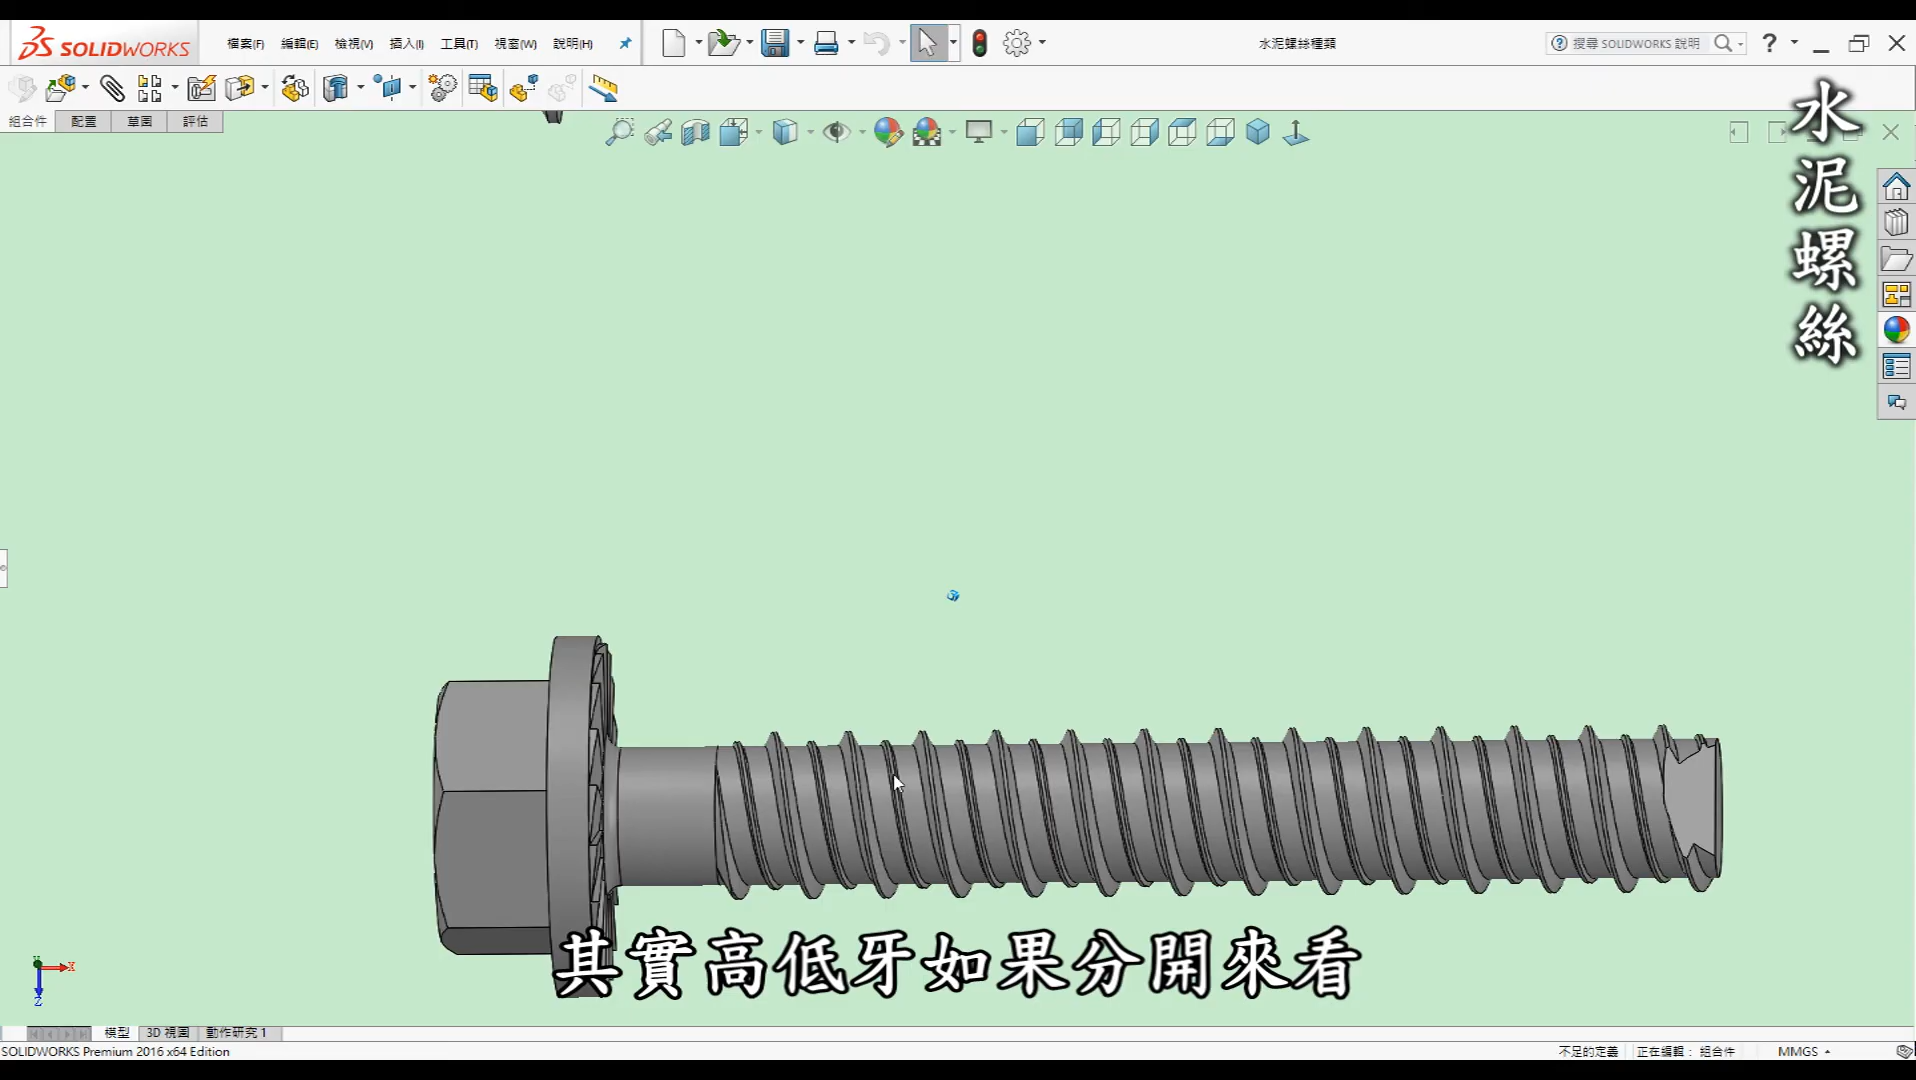 SOLIDWORKS
檔案(F) 編輯(E) 檢視(V) 插入(I) 工具(T) 視窗(W) 說明(H)
水泥螺絲種類
搜尋 SOLIDWORKS 說明
組合件 配置 草圖 評估
水泥螺絲
其實高低牙如果分開來看
Y
X
Z
模型 3D 視圖 動作研究 1
SOLIDWORKS Premium 2016 x64 Edition
不足的定義 正在編輯： 組合件 MMGS